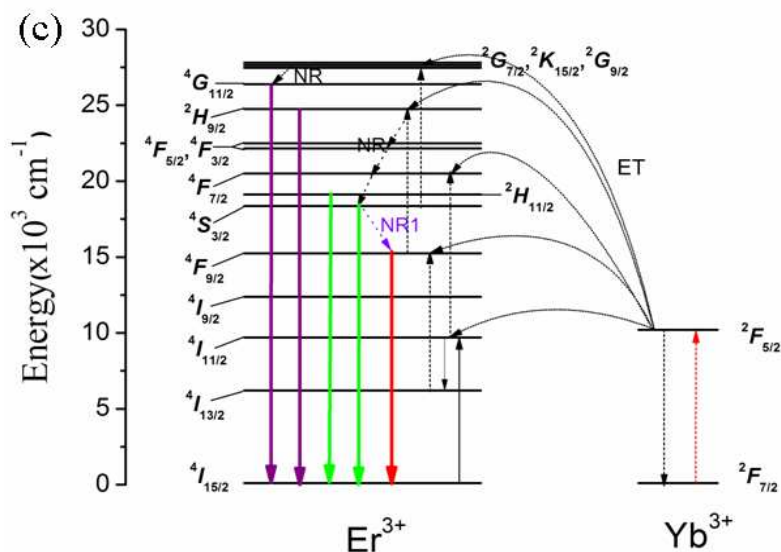 (c)
Energy(x10³ cm⁻¹)
30
25
20
15
10
5
0
⁴G₁₁/₂
²H₉/₂
⁴F₅/₂, ⁴F₃/₂
⁴F₇/₂
⁴S₃/₂
⁴F₉/₂
⁴I₉/₂
⁴I₁₁/₂
⁴I₁₃/₂
⁴I₁₅/₂
NR
NR
NR1
²G₇/₂, ²K₁₅/₂, ²G₉/₂
ET
²H₁₁/₂
²F₅/₂
²F₇/₂
Er³⁺
Yb³⁺